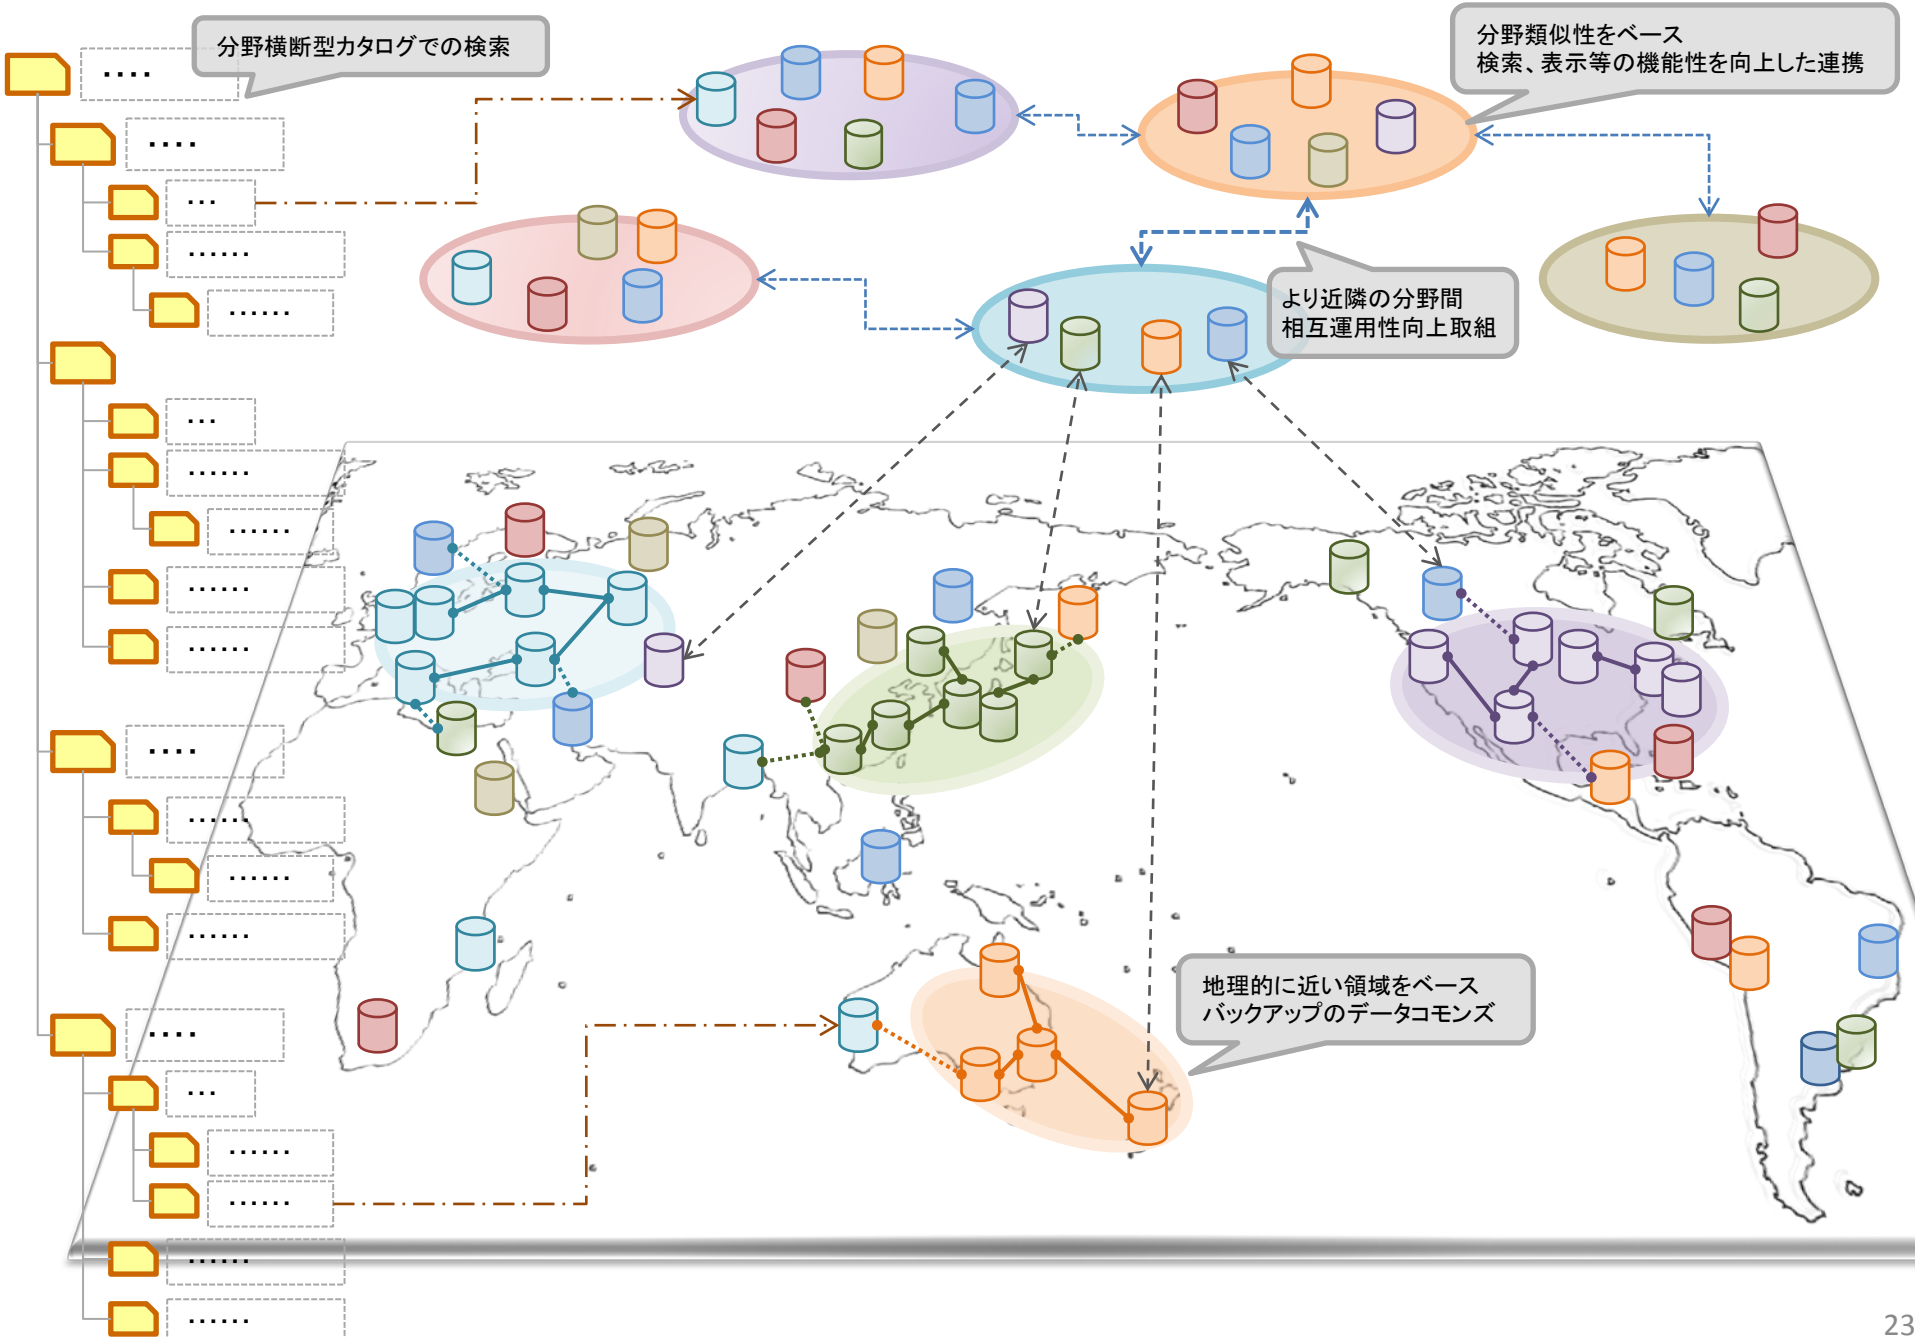 分野横断型カタログでの検索
分野類似性をベース
検索、表示等の機能性を向上した連携
より近隣の分野間
相互運用性向上取組
地理的に近い領域をベース
バックアップのデータコモンズ
23